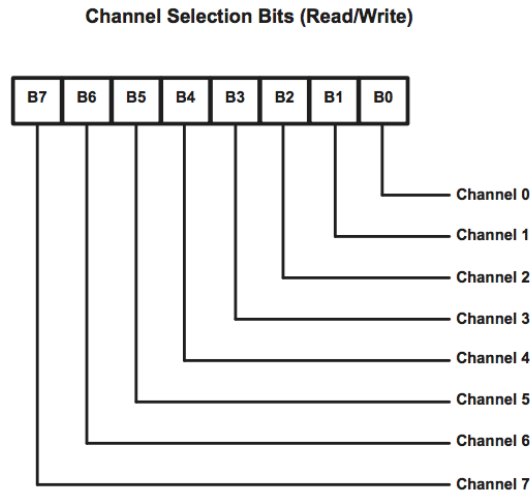 Channel Selection Bits (Read/Write)
B7 B6 B5 B4 B3 B2 B1 B0
Channel 0
Channel 1
Channel 2
Channel 3
Channel 4
Channel 5
Channel 6
Channel 7